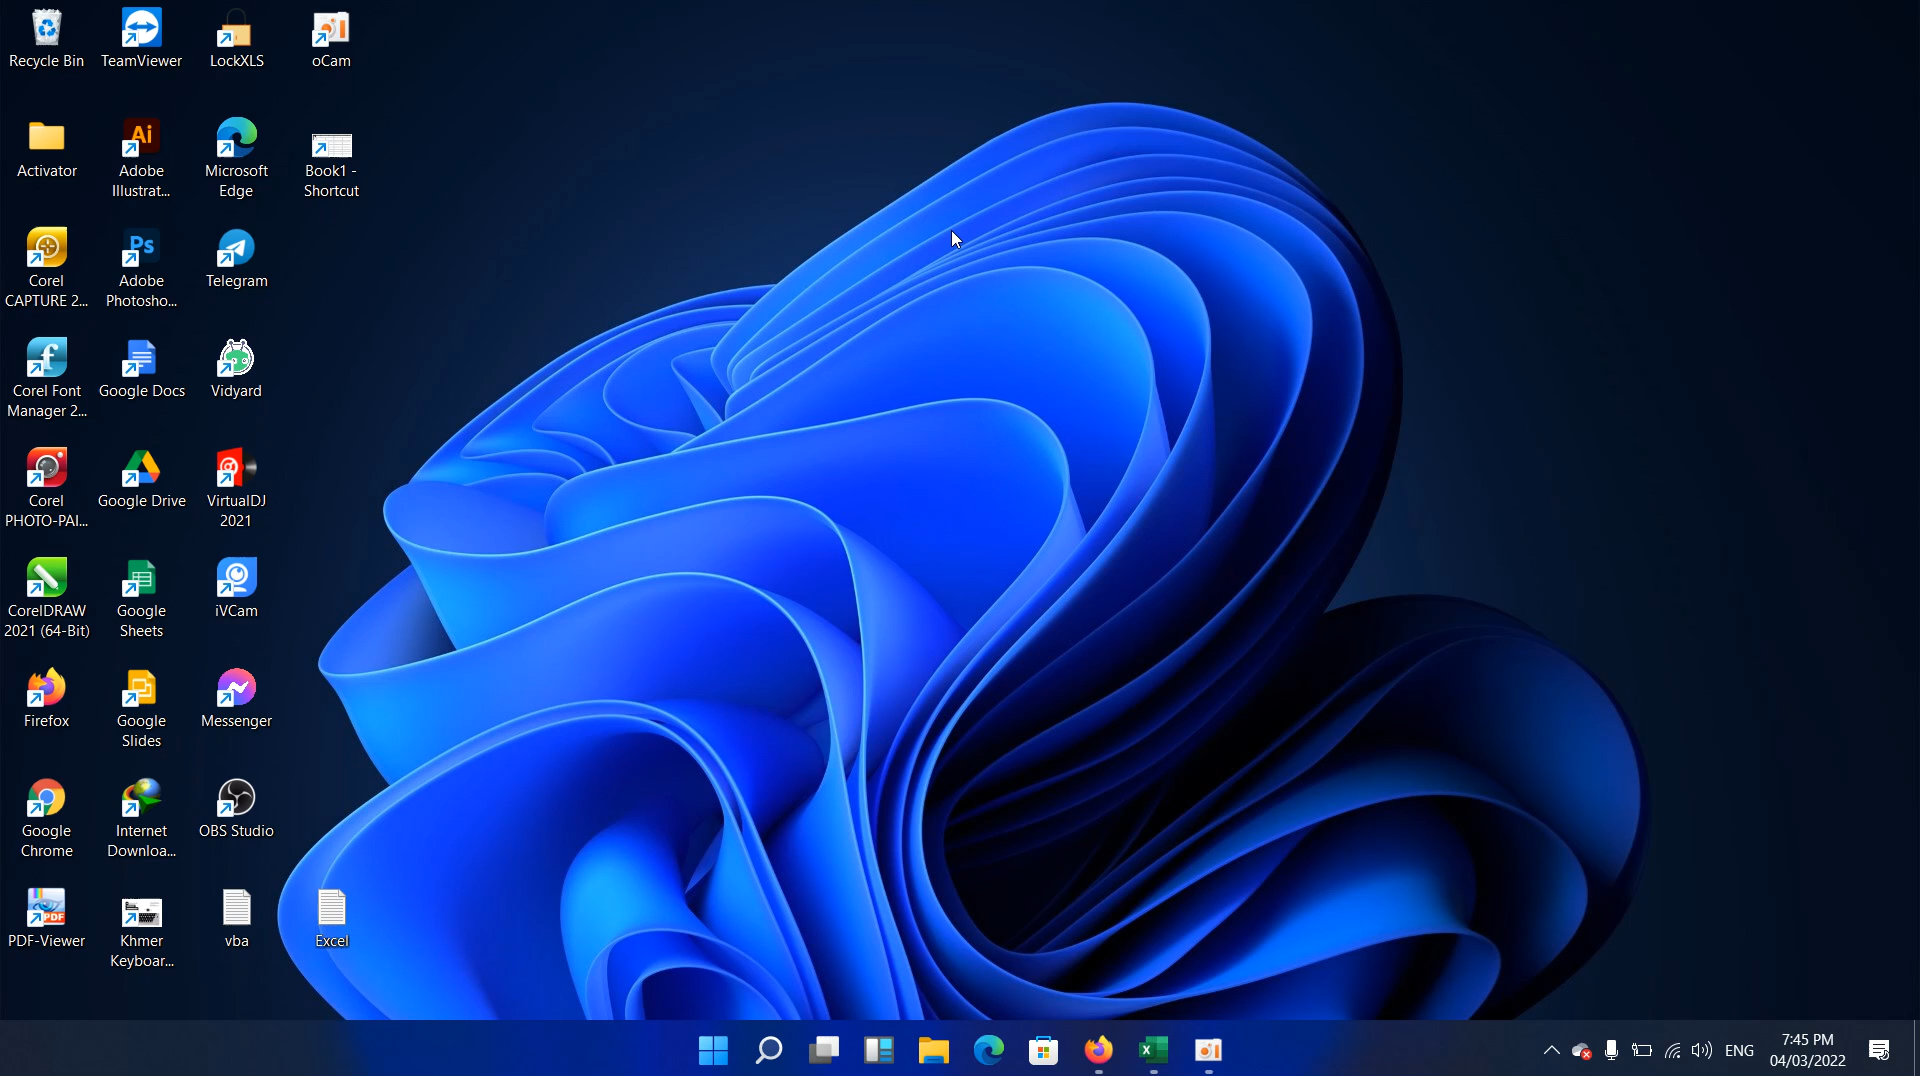 Recycle Bin
TeamViewer
LockXLS
oCam
Activator
Ai
Adobe
Illustrat...
Microsoft
Edge
Book1 -
Shortcut
Corel
CAPTURE 2...
Ps
Adobe
Photosho...
Telegram
f
Corel Font
Manager 2...
Google Docs
Vidyard
Corel
PHOTO-PAI...
Google Drive
VirtualDJ
2021
CorelDRAW
2021 (64-Bit)
Google
Sheets
iVCam
Firefox
Google
Slides
Messenger
Google
Chrome
Internet
Downloa...
OBS Studio
PDF
PDF-Viewer
Khmer
Keyboar...
vba
Excel
X
ENG
7:45 PM
04/03/2022